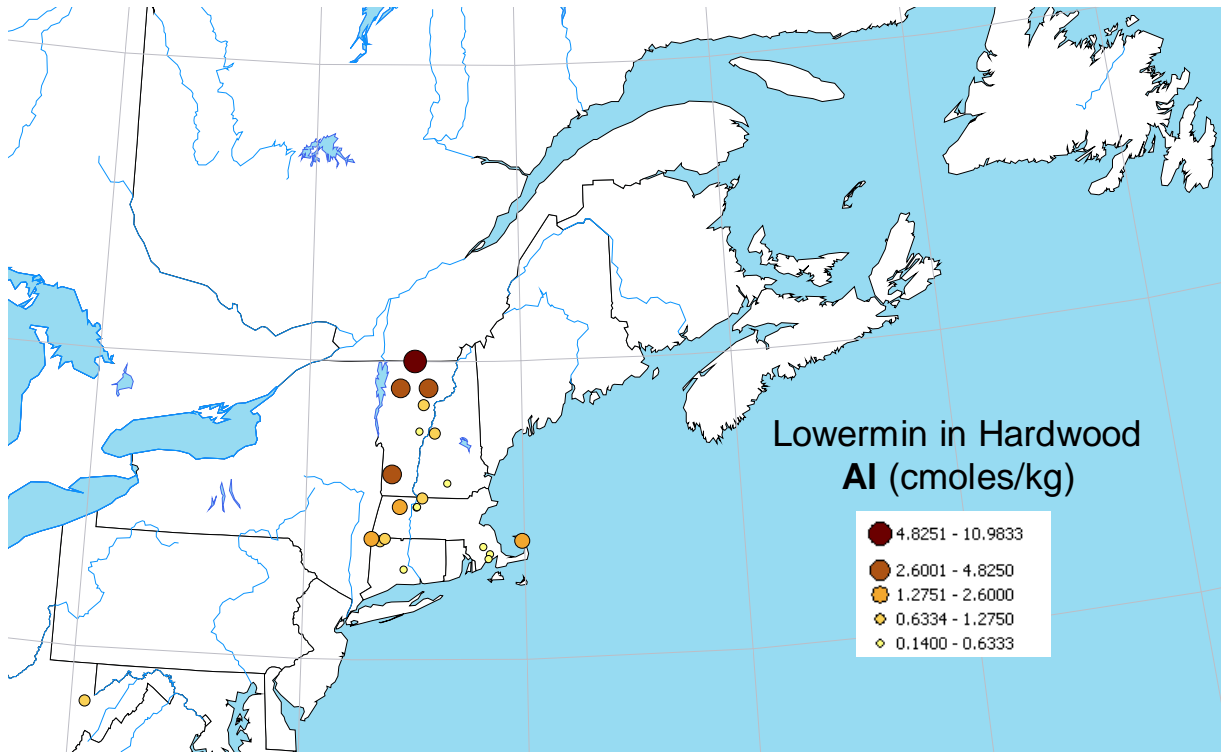 Lowermin in Hardwood
Al (cmoles/kg)
4.8251 - 10.9833
2.6001 - 4.8250
1.2751 - 2.6000
0.6334 - 1.2750
0.1400 - 0.6333